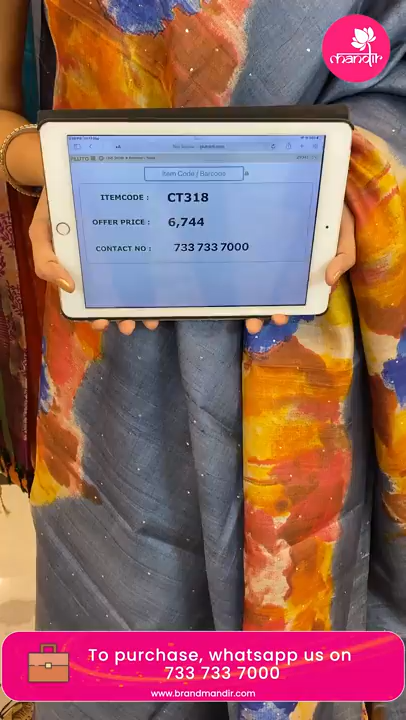 mandir
Item Code / Barcode
ITEMCODE : CT318
OFFER PRICE : 6,744
CONTACT NO : 733 733 7000
To purchase, whatsapp us on
733 733 7000
www.brandmandir.com